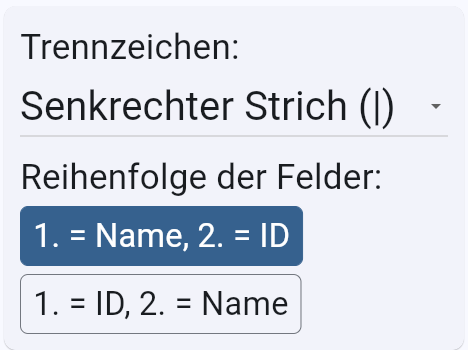 Trennzeichen:
Senkrechter Strich (|)
Reihenfolge der Felder:
1. = Name, 2. = ID
1. = ID, 2. = Name